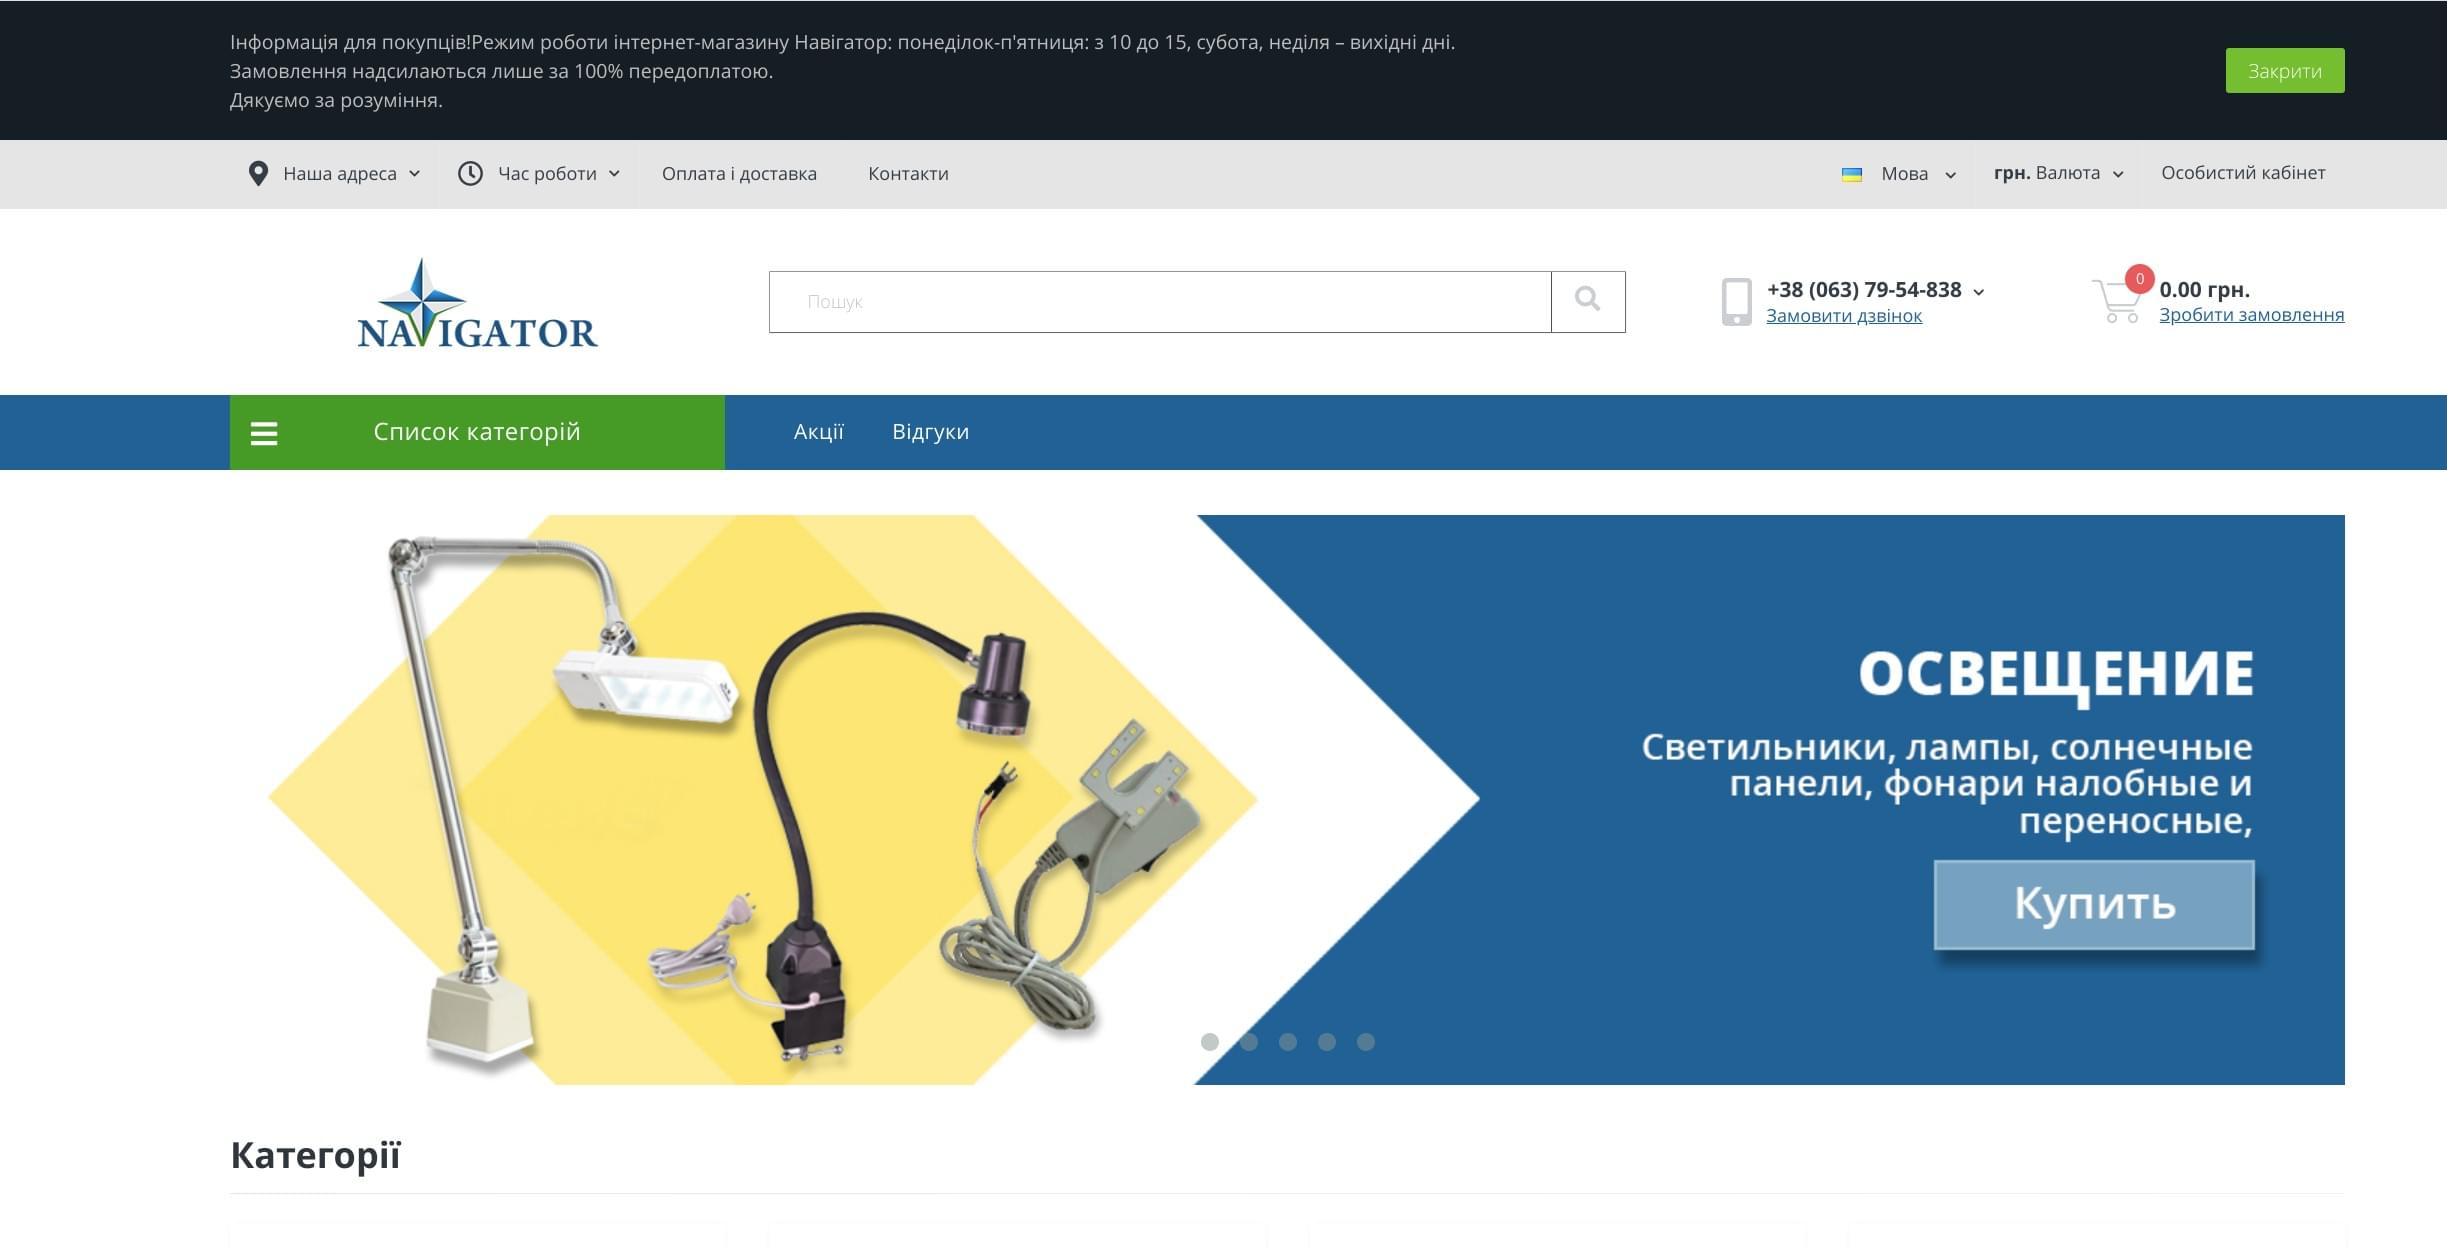 Інформація для покупців!Режим роботи інтернет-магазину Навігатор: понеділок-п'ятниця: з 10 до 15, субота, неділя – вихідні дні.
Замовлення надсилаються лише за 100% передоплатою.
Дякуємо за розуміння.
Закрити
Наша адреса
Час роботи
Оплата і доставка
Контакти
Мова
грн. Валюта
Особистий кабінет
NAVIGATOR
Пошук
+38 (063) 79-54-838
Замовити дзвінок
0
0.00 грн.
Зробити замовлення
Список категорій
Акції
Відгуки
ОСВЕЩЕНИЕ
Светильники, лампы, солнечные
панели, фонари налобные и
переносные,
Купить
Категорії